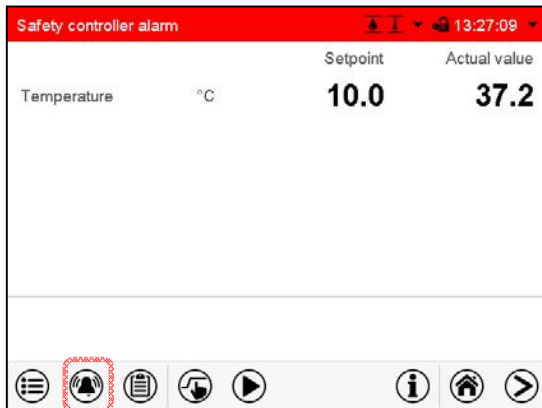 Safety controller alarm 13:27:09
Setpoint Actual value
Temperature °C 10.0 37.2